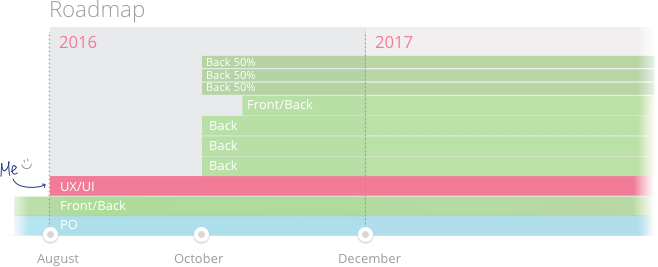 Roadmap
2016
2017
Back 50%
Back 50%
Back 50%
Front/Back
Back
Back
Back
Me
UX/UI
Front/Back
PO
August
October
December